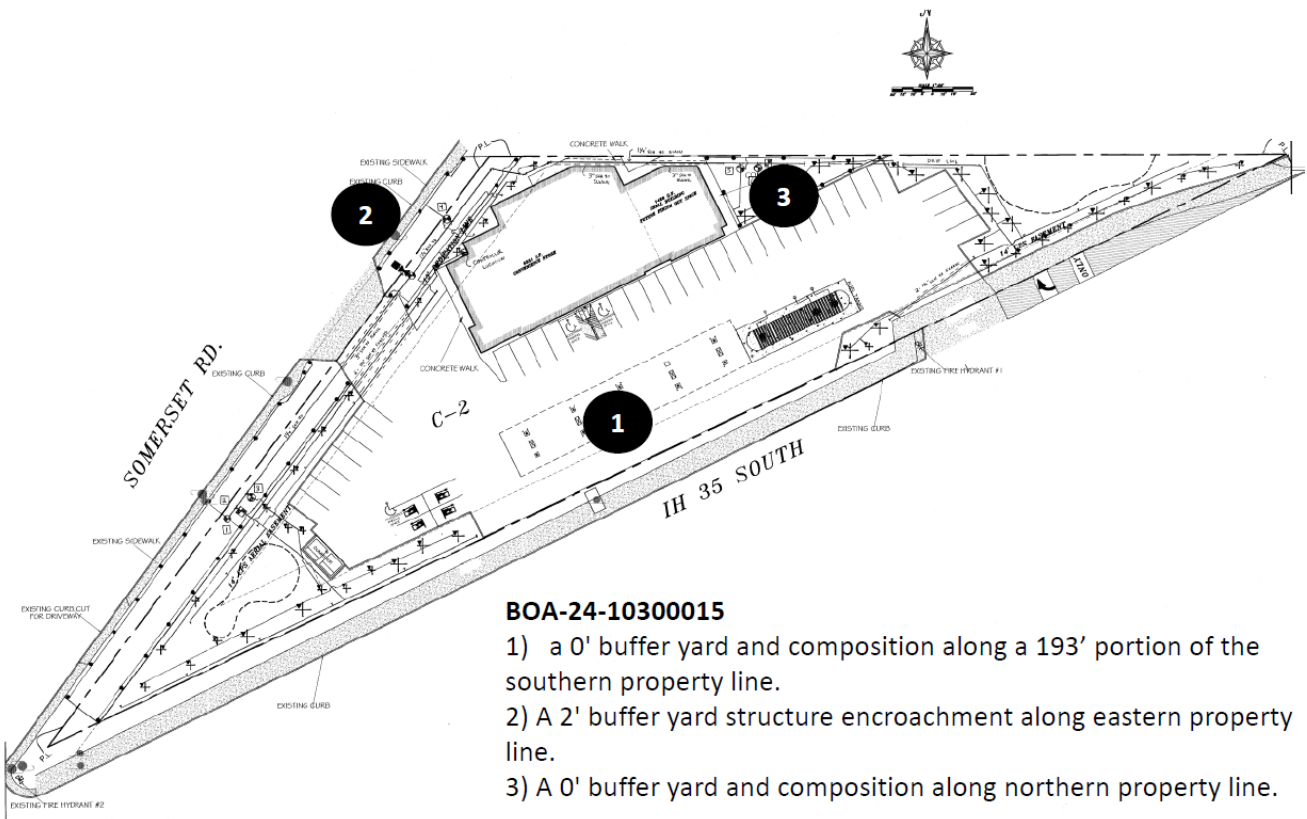 N
P.L.
CONCRETE WALK
P.L.
EXISTING SIDEWALK
EXISTING CURB
3
2
CONCRETE WALK
C-2
1
SOMERSET RD.
EXISTING CURB
ONLY
EXISTING FIRE HYDRANT #1
EXISTING CURB
IH 35 SOUTH
EXISTING SIDEWALK
EXISTING CURB CUT
FOR DRIVEWAY
EXISTING CURB
P.L.
EXISTING FIRE HYDRANT #2
BOA-24-10300015
1) a 0' buffer yard and composition along a 193’ portion of the
southern property line.
2) A 2' buffer yard structure encroachment along eastern property
line.
3) A 0' buffer yard and composition along northern property line.